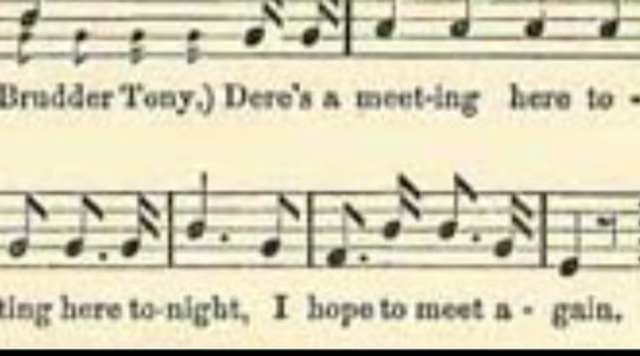 Brudder Tony.) Dere's a meet-ing here to -
ting here to-night, I hope to meet a - gain.